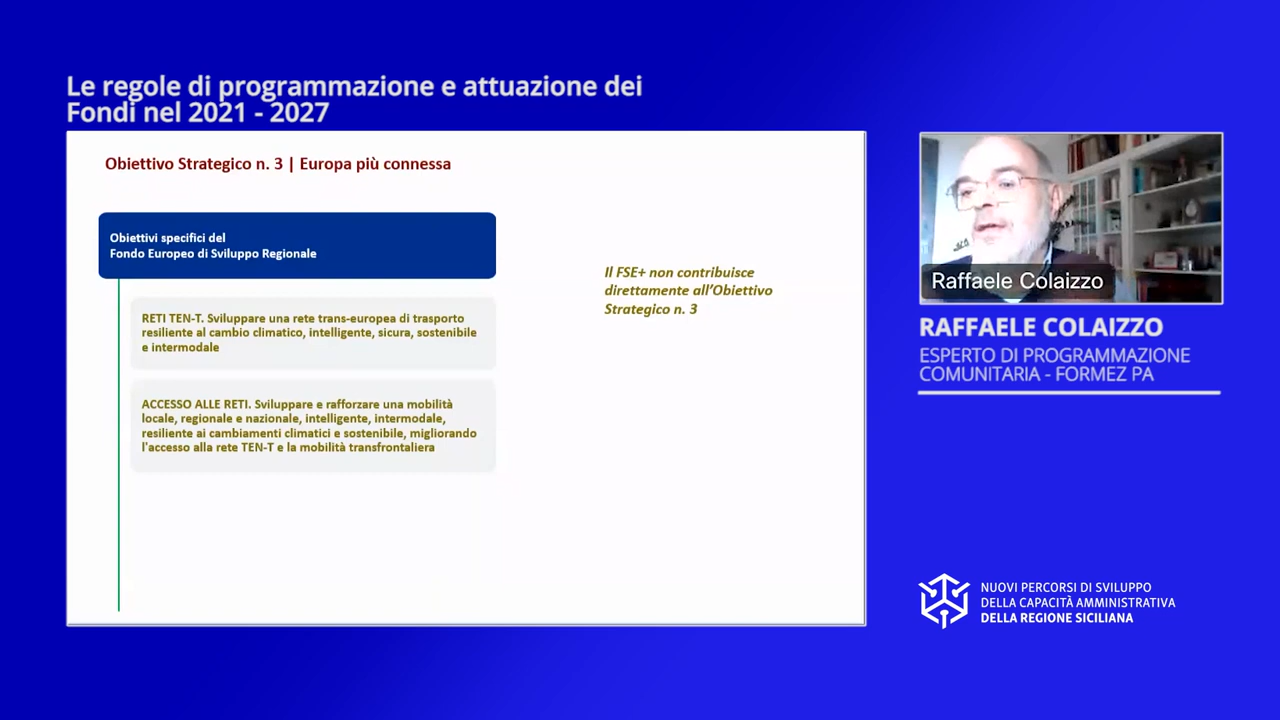 Le regole di programmazione e attuazione dei
Fondi nel 2021 - 2027
Obiettivo Strategico n. 3 | Europa più connessa
Obiettivi specifici del
Fondo Europeo di Sviluppo Regionale
RETI TEN-T. Sviluppare una rete trans-europea di trasporto
resiliente al cambio climatico, intelligente, sicura, sostenibile
e intermodale
ACCESSO ALLE RETI. Sviluppare e rafforzare una mobilità
locale, regionale e nazionale, intelligente, intermodale,
resiliente ai cambiamenti climatici e sostenibile, migliorando
l'accesso alla rete TEN-T e la mobilità transfrontaliera
Il FSE+ non contribuisce
direttamente all’Obiettivo
Strategico n. 3
Raffaele Colaizzo
RAFFAELE COLAIZZO
ESPERTO DI PROGRAMMAZIONE
COMUNITARIA - FORMEZ PA
NUOVI PERCORSI DI SVILUPPO
DELLA CAPACITÀ AMMINISTRATIVA
DELLA REGIONE SICILIANA